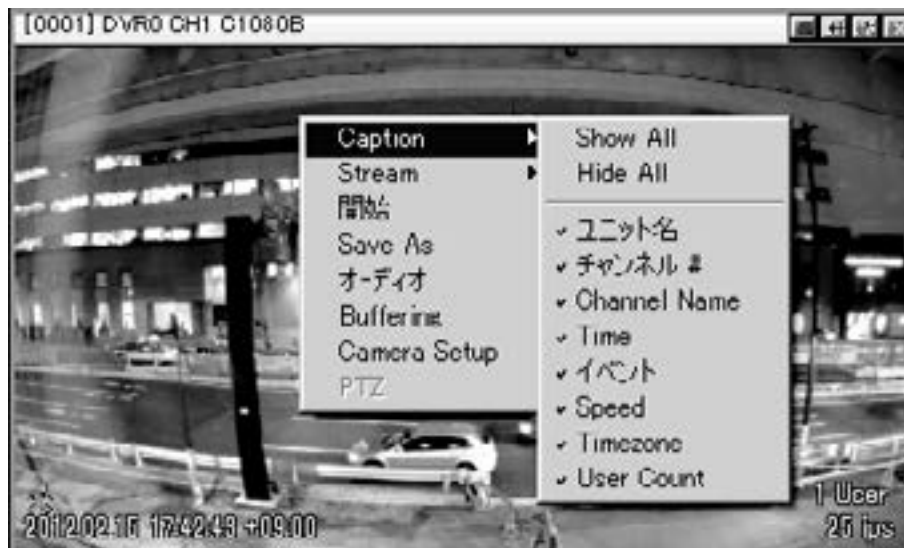 [0001] DVR0 CH1 C1080B
Caption
Stream
開始
Save As
オーディオ
Buffering
Camera Setup
PTZ
Show All
Hide All
ユニット名
チャンネル #
Channel Name
Time
イベント
Speed
Timezone
User Count
1 User
2012.02.15 17:42:43 +09:00
25 ips